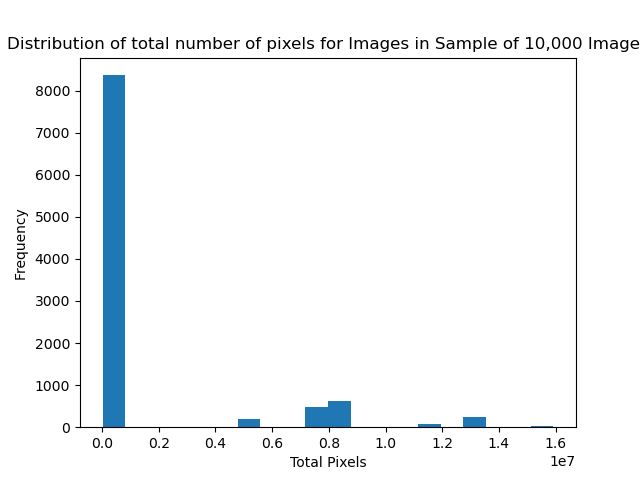 Distribution of total number of pixels for Images in Sample of 10,000 Image
8000
7000
6000
5000
4000
3000
2000
1000
0
Frequency
0.0 0.2 0.4 0.6 0.8 1.0 1.2 1.4 1.6
1e7
Total Pixels